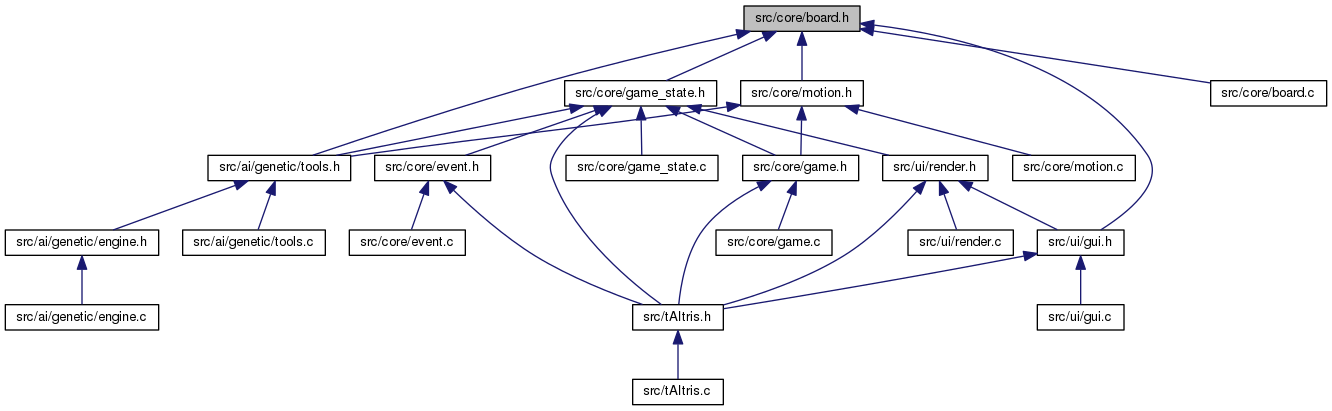 src/core/board.h
src/core/game_state.h
src/core/motion.h
src/core/board.c
src/ai/genetic/tools.h
src/core/event.h
src/core/game_state.c
src/core/game.h
src/ui/render.h
src/core/motion.c
src/ai/genetic/engine.h
src/ai/genetic/tools.c
src/core/event.c
src/core/game.c
src/ui/render.c
src/ui/gui.h
src/ai/genetic/engine.c
src/tAItris.h
src/ui/gui.c
src/tAItris.c